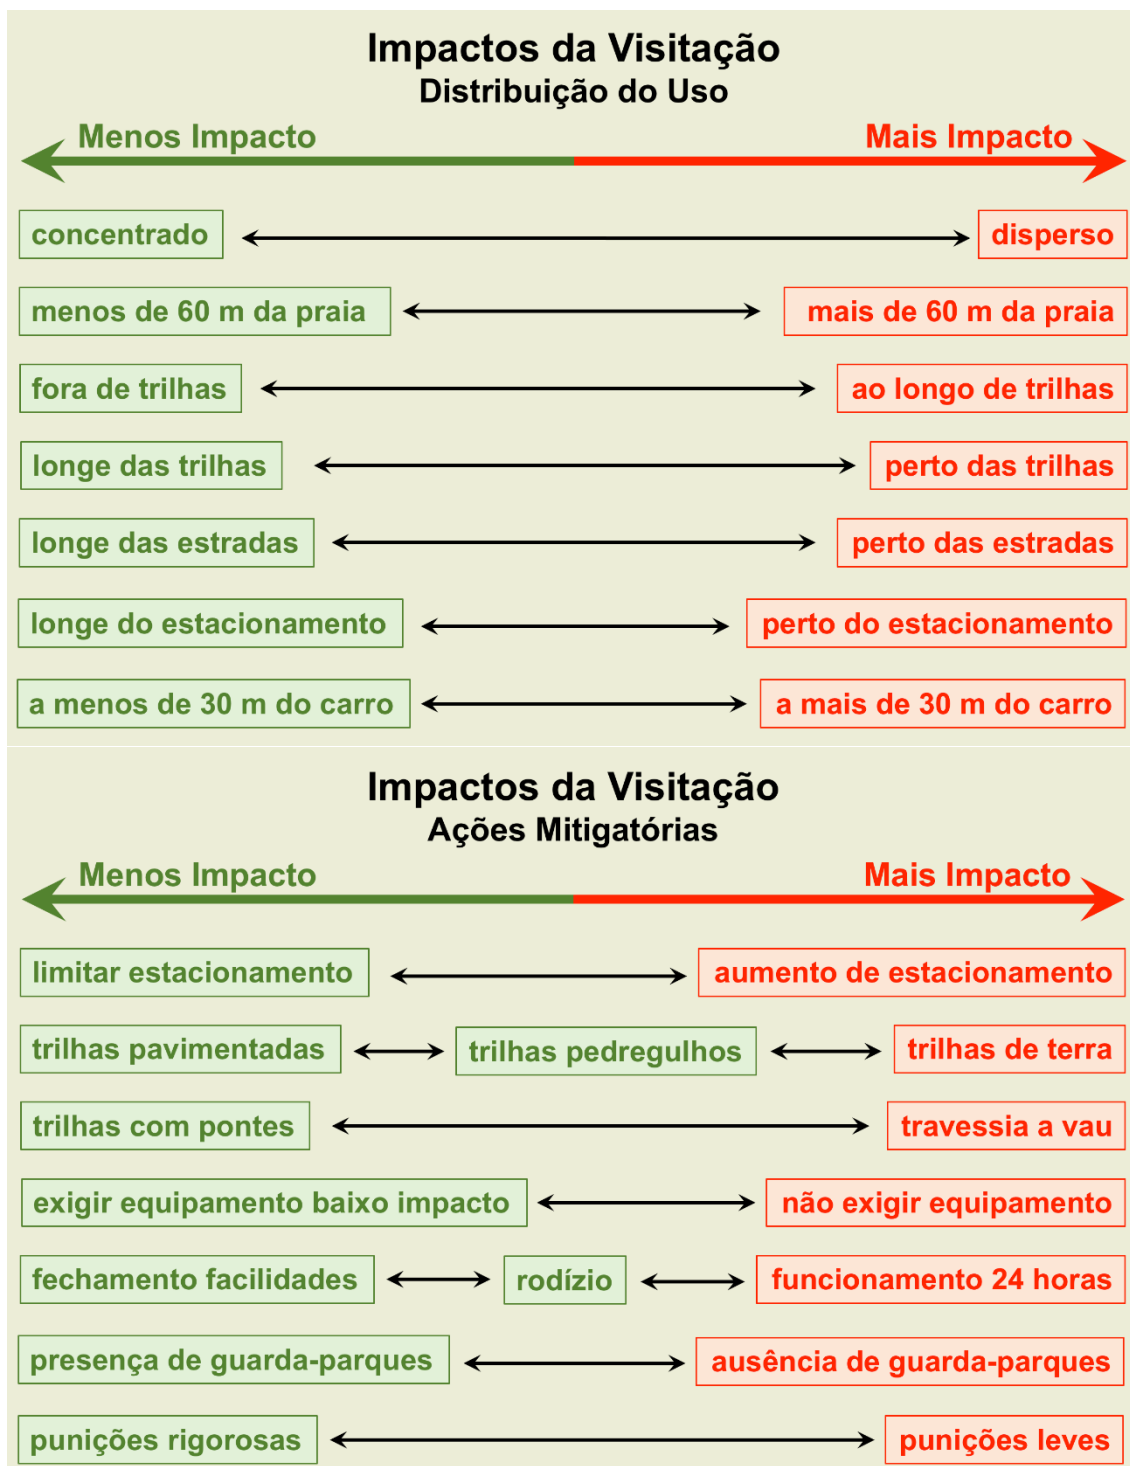 Impactos da Visitação
Distribuição do Uso
Menos Impacto Mais Impacto
concentrado disperso
menos de 60 m da praia mais de 60 m da praia
fora de trilhas ao longo de trilhas
longe das trilhas perto das trilhas
longe das estradas perto das estradas
longe do estacionamento perto do estacionamento
a menos de 30 m do carro a mais de 30 m do carro
Impactos da Visitação
Ações Mitigatórias
Menos Impacto Mais Impacto
limitar estacionamento aumento de estacionamento
trilhas pavimentadas trilhas pedregulhos trilhas de terra
trilhas com pontes travessia a vau
exigir equipamento baixo impacto não exigir equipamento
fechamento facilidades rodízio funcionamento 24 horas
presença de guarda-parques ausência de guarda-parques
punições rigorosas punições leves